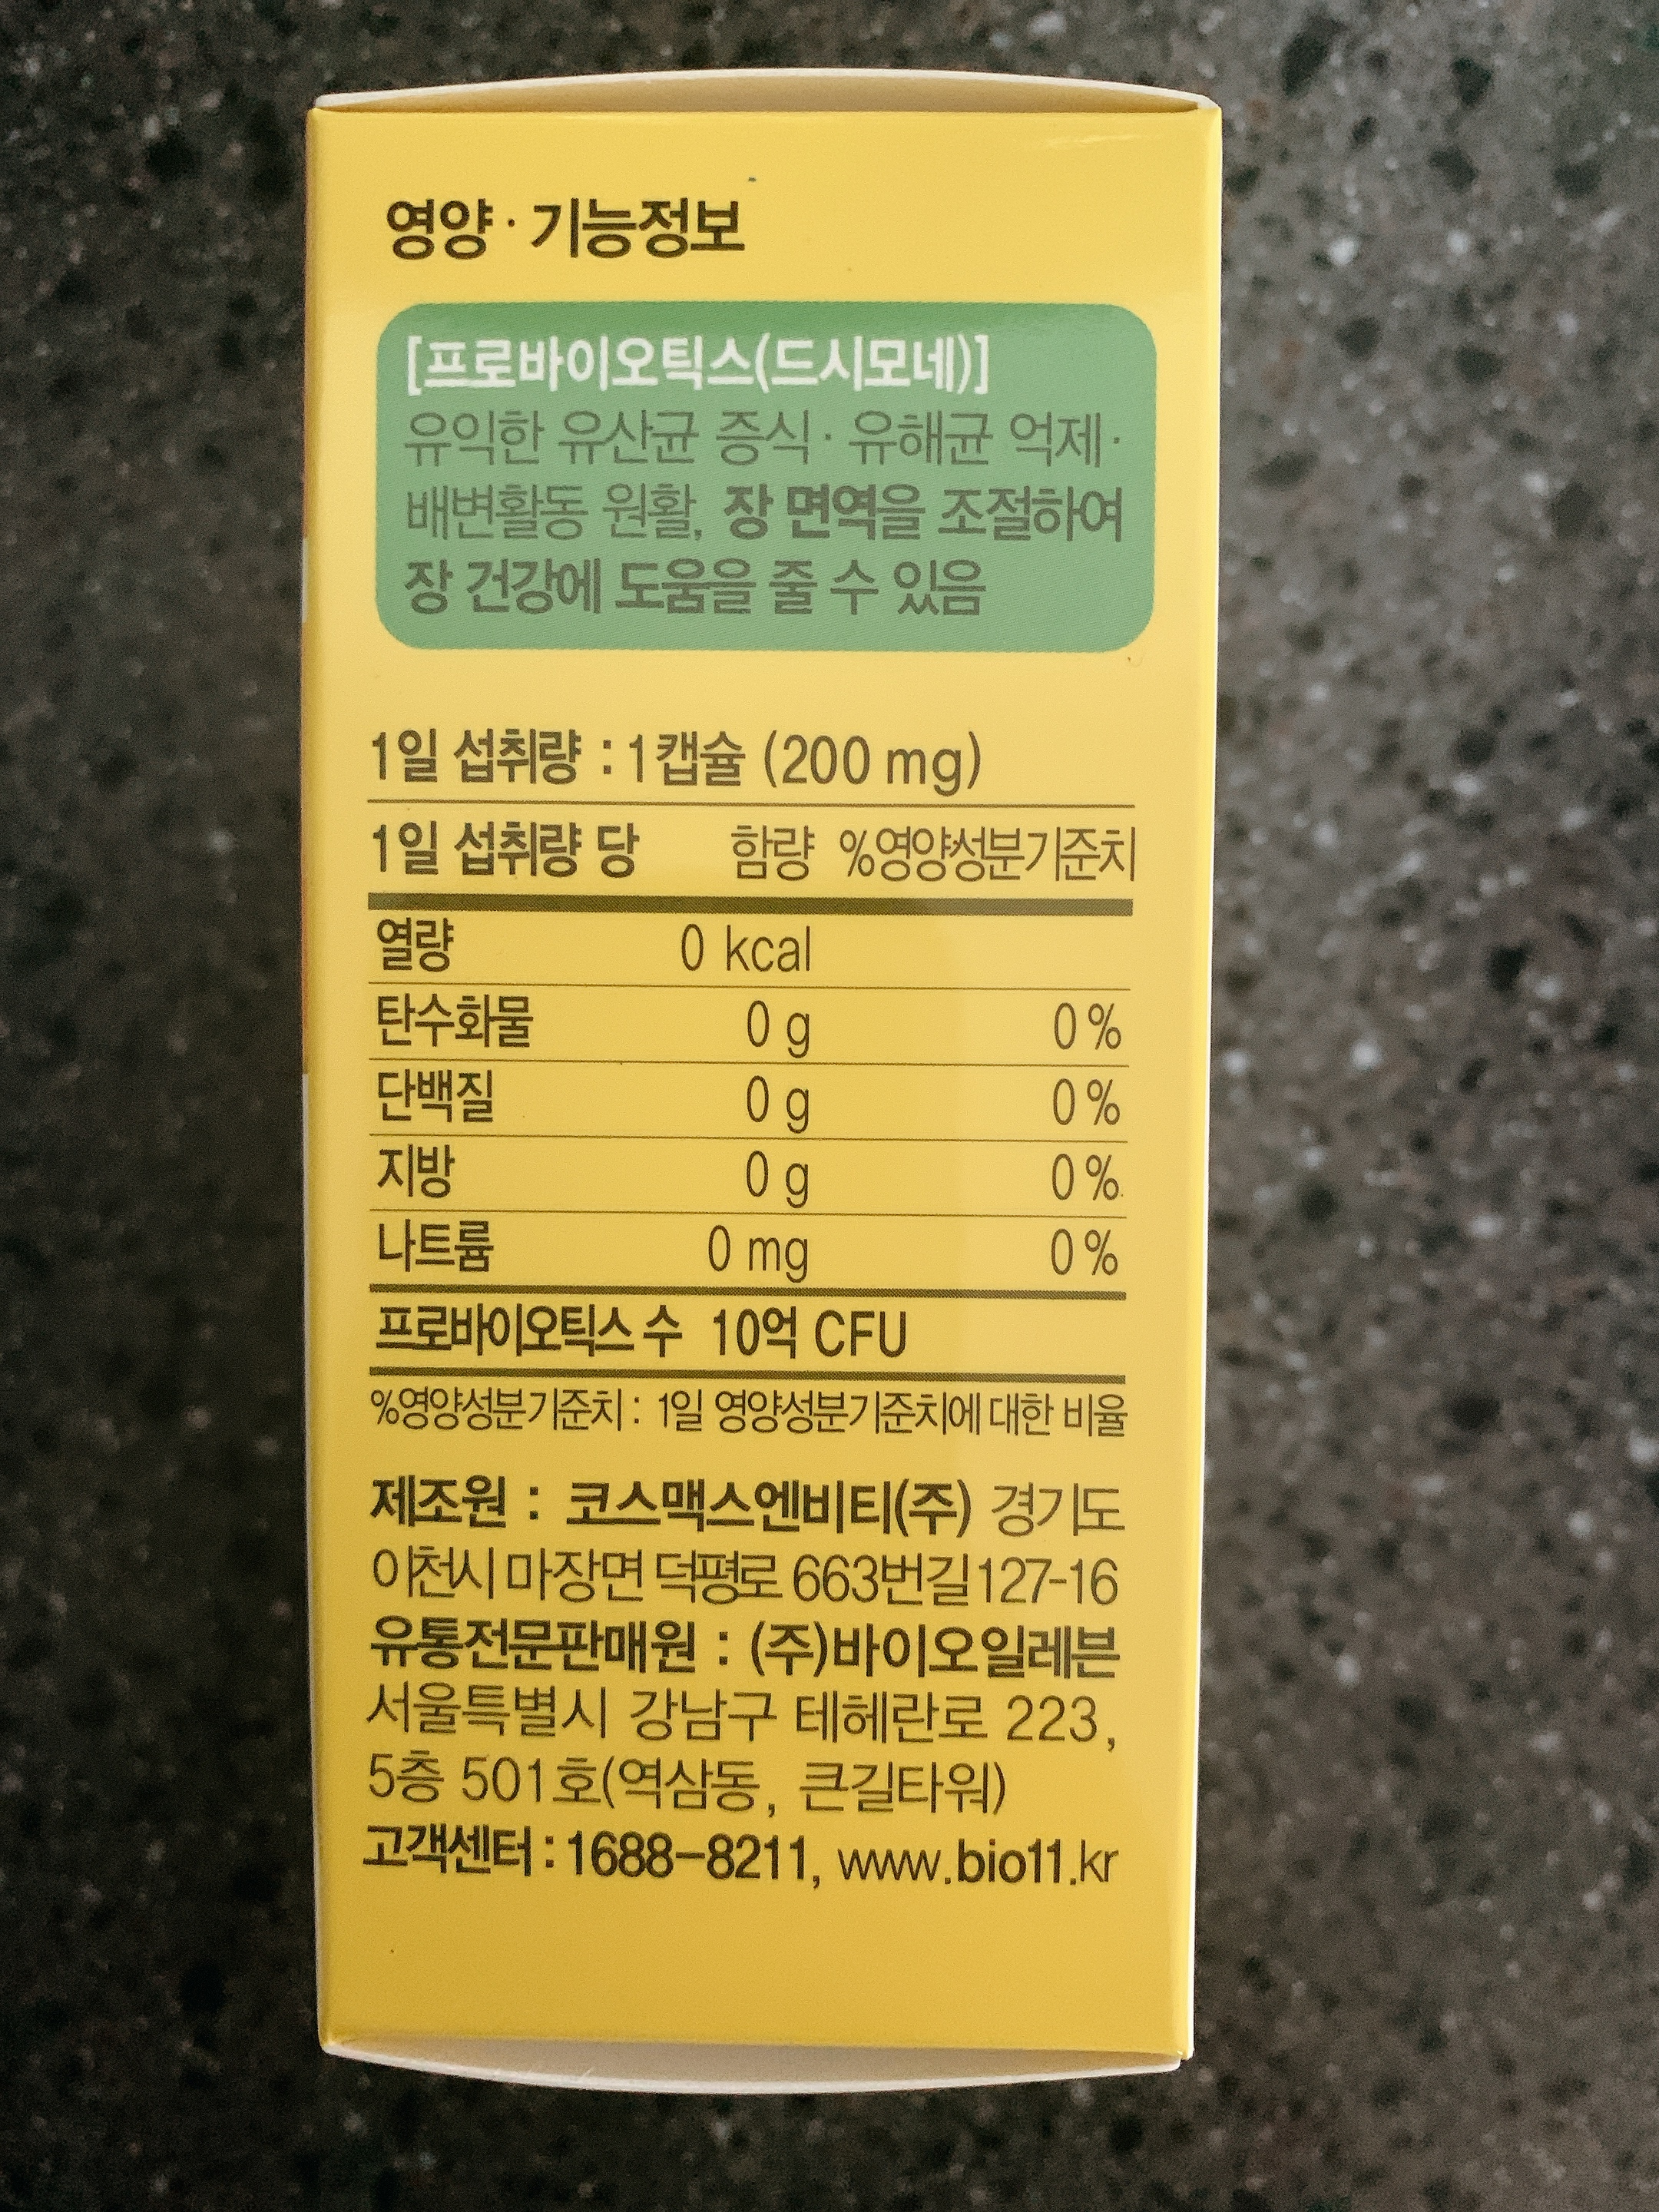 영양·기능정보
[프로바이오틱스(드시모네)]
유익한 유산균 증식·유해균 억제·
배변활동 원활, 장 면역을 조절하여
장 건강에 도움을 줄 수 있음
1일 섭취량 : 1캡슐 (200 mg)
1일 섭취량 당 함량 %영양성분기준치
열량 0 kcal
탄수화물 0 g 0 %
단백질 0 g 0 %
지방 0 g 0 %
나트륨 0 mg 0 %
프로바이오틱스 수 10억 CFU
%영양성분기준치 : 1일 영양성분기준치에 대한 비율
제조원 : 코스맥스엔비티(주) 경기도
이천시 마장면 덕평로 663번길 127-16
유통전문판매원 : (주)바이오일레븐
서울특별시 강남구 테헤란로 223,
5층 501호(역삼동, 큰길타워)
고객센터 : 1688-8211, www.bio11.kr